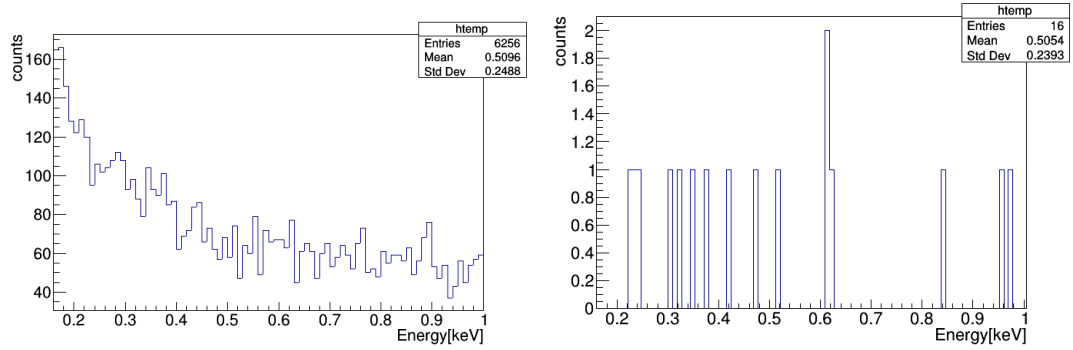 htemp
Entries 6256
Mean 0.5096
Std Dev 0.2488
counts
160
140
120
100
80
60
40
0.2 0.3 0.4 0.5 0.6 0.7 0.8 0.9 1
Energy[keV]
htemp
Entries 16
Mean 0.5054
Std Dev 0.2393
counts
2
1.8
1.6
1.4
1.2
1
0.8
0.6
0.4
0.2
0
0.2 0.3 0.4 0.5 0.6 0.7 0.8 0.9 1
Energy[keV]